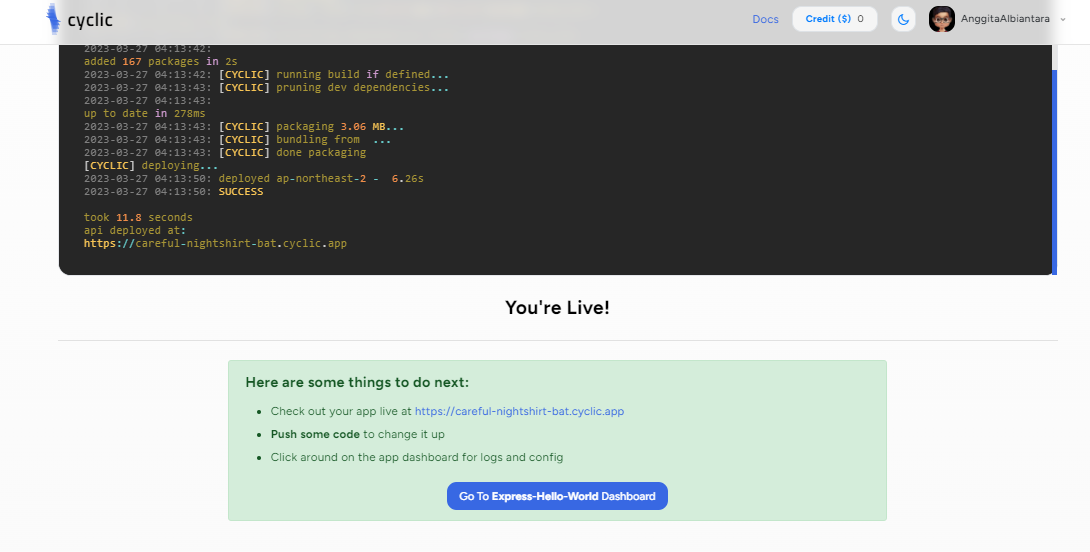 cyclic
Docs
Credit ($) 0
AnggitaAlbiantara
2023-03-27 04:13:42:
added 167 packages in 2s
2023-03-27 04:13:42: [CYCLIC] running build if defined...
2023-03-27 04:13:43: [CYCLIC] pruning dev dependencies...
2023-03-27 04:13:43:
up to date in 278ms
2023-03-27 04:13:43: [CYCLIC] packaging 3.06 MB...
2023-03-27 04:13:43: [CYCLIC] bundling from ...
2023-03-27 04:13:43: [CYCLIC] done packaging
[CYCLIC] deploying...
2023-03-27 04:13:50: deployed ap-northeast-2 - 6.26s
2023-03-27 04:13:50: SUCCESS
took 11.8 seconds
api deployed at:
https://careful-nightshirt-bat.cyclic.app
You're Live!
Here are some things to do next:
• Check out your app live at https://careful-nightshirt-bat.cyclic.app
• Push some code to change it up
• Click around on the app dashboard for logs and config
Go To Express-Hello-World Dashboard